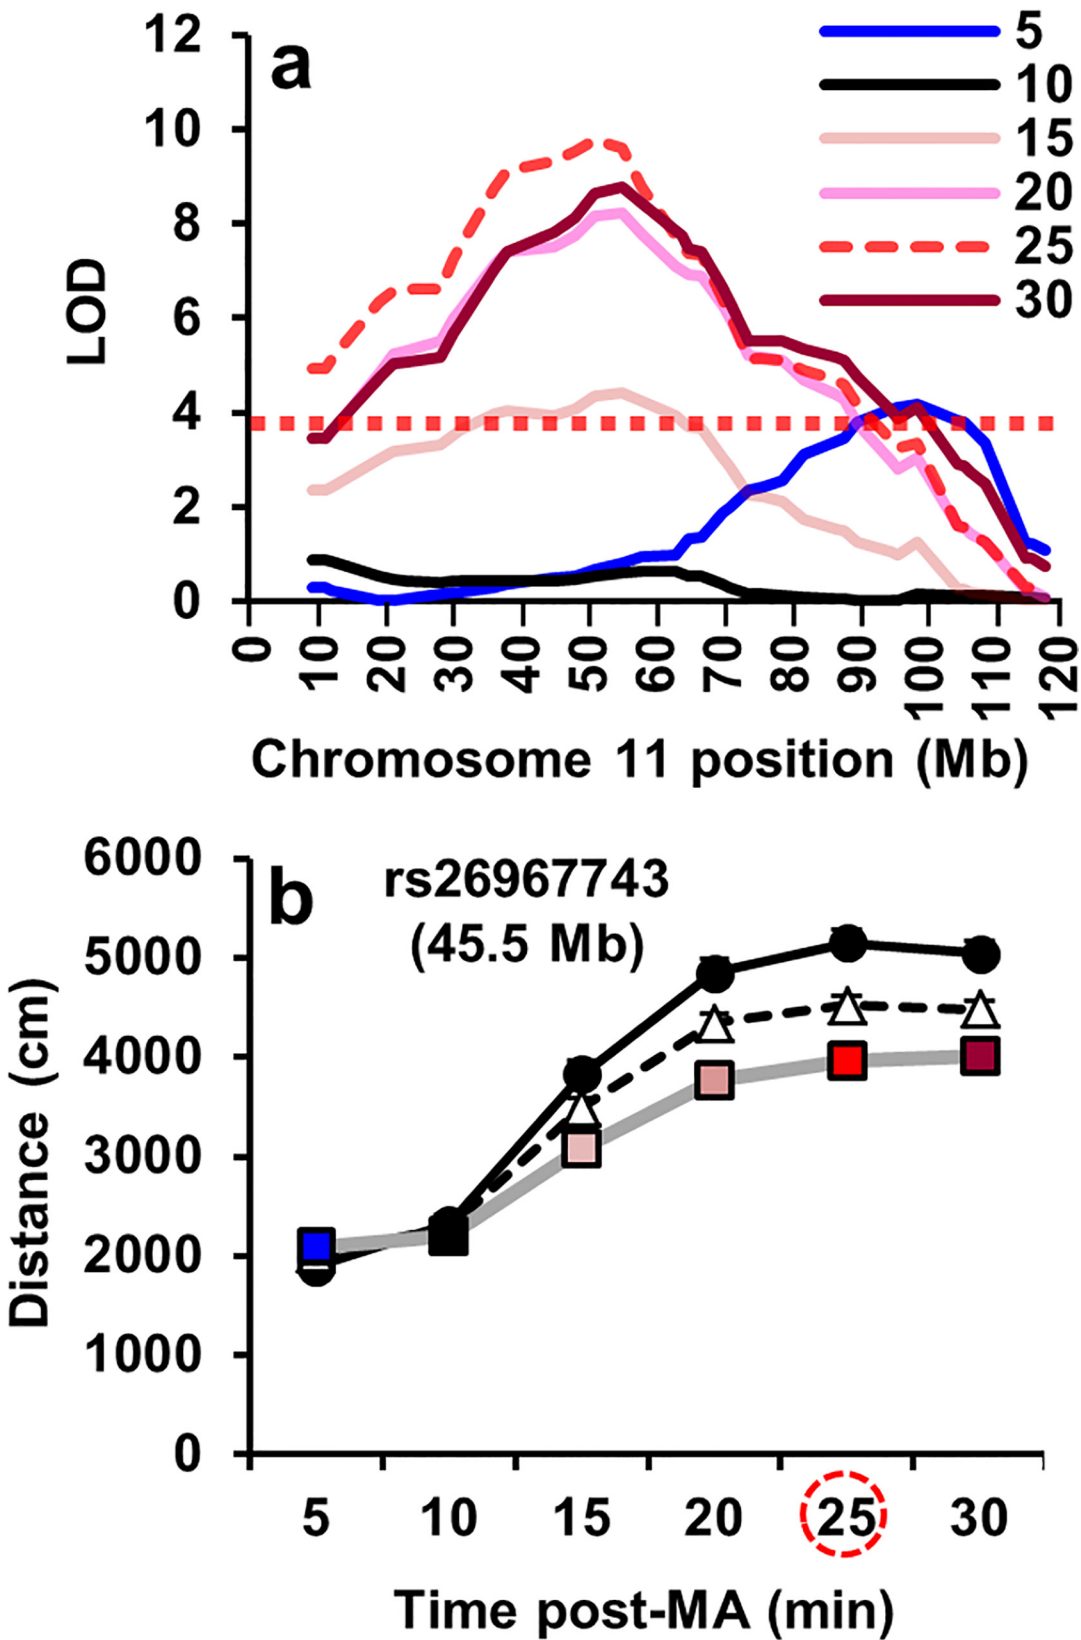 a
12
10
8
6
4
2
0
LOD
5
10
15
20
25
30
0 10 20 30 40 50 60 70 80 90 100 110 120
Chromosome 11 position (Mb)
b
rs26967743
(45.5 Mb)
6000
5000
4000
3000
2000
1000
0
Distance (cm)
5 10 15 20 25 30
Time post-MA (min)